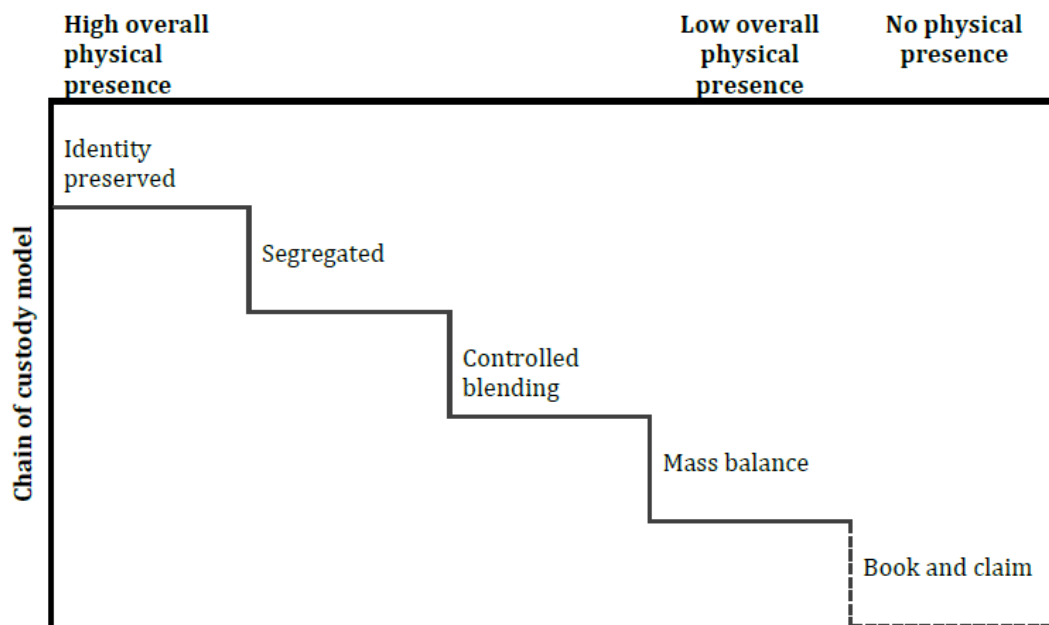 High overall
physical
presence
Low overall
physical
presence
No physical
presence
Chain of custody model
Identity
preserved
Segregated
Controlled
blending
Mass balance
Book and claim